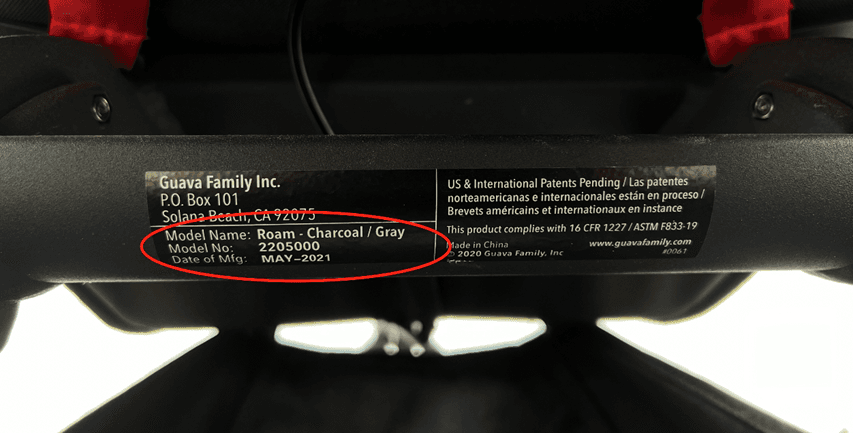 Guava Family Inc.
P.O. Box 101
Solana Beach, CA 92075
Model Name: Roam - Charcoal / Gray
Model No: 2205000
Date of Mfg: MAY-2021
US & International Patents Pending / Las patentes
norteamericanas e internacionales están en proceso /
Brevets américains et internationaux en instance
This product complies with 16 CFR 1227 / ASTM F833-19
Made in China www.guavafamily.com
© 2020 Guava Family, Inc #0061